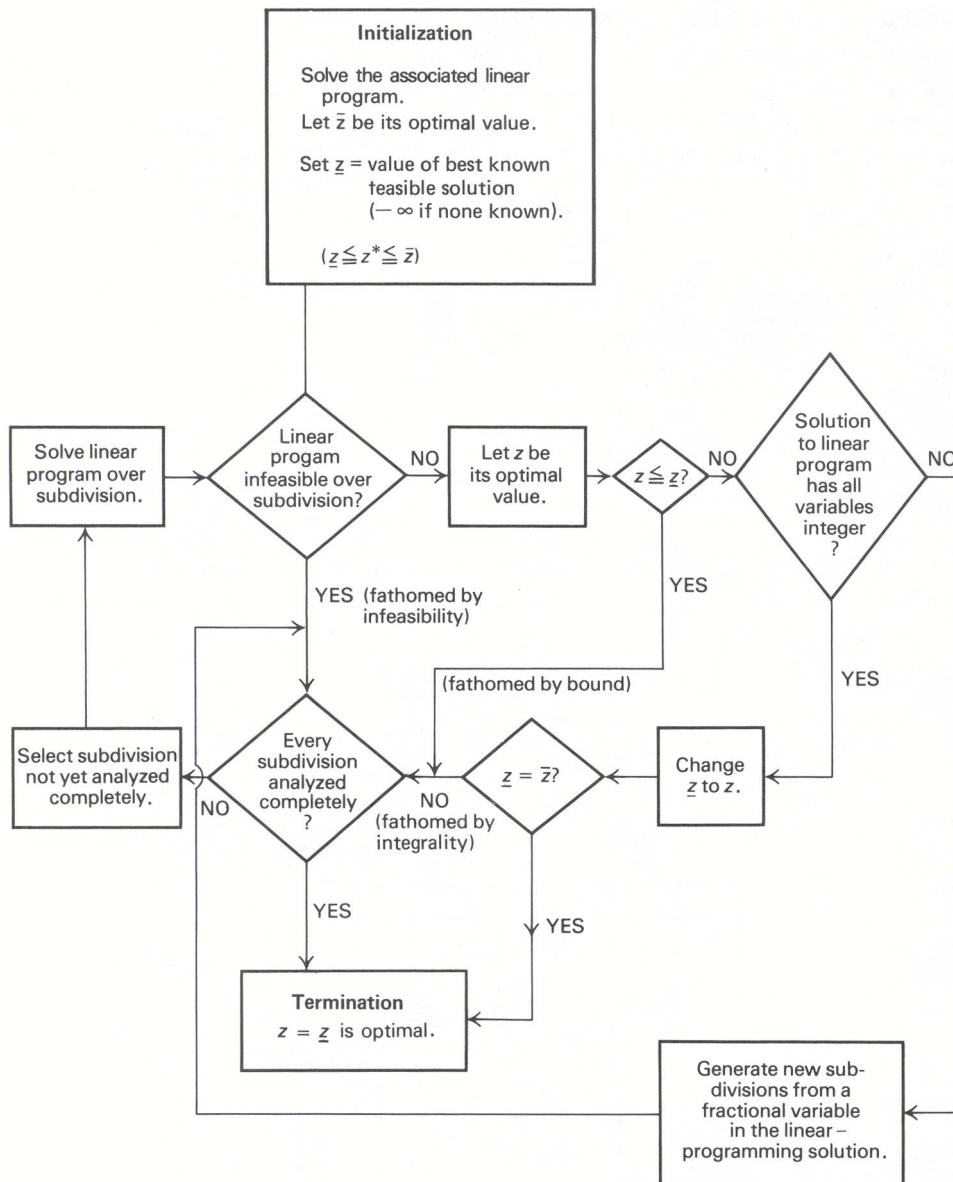 Initialization
Solve the associated linear
program.
Let z̄ be its optimal value.
Set z̲ = value of best known
teasible solution
(— ∞ if none known).
(z̲ ≦ z* ≦ z̄)
Solve linear
program over
subdivision.
Linear
progam
infeasible over
subdivision?
NO
Let z be
its optimal
value.
z ≦ z̲?
NO
Solution
to linear
program
has all
variables
integer
?
NO
YES (fathomed by
infeasibility)
YES
(fathomed by bound)
YES
Select subdivision
not yet analyzed
completely.
NO
Every
subdivision
analyzed
completely
?
NO
(fathomed by
integrality)
z̲ = z̄?
Change
z̲ to z.
YES
YES
Termination
z = z̲ is optimal.
Generate new sub-
divisions from a
fractional variable
in the linear–
programming solution.